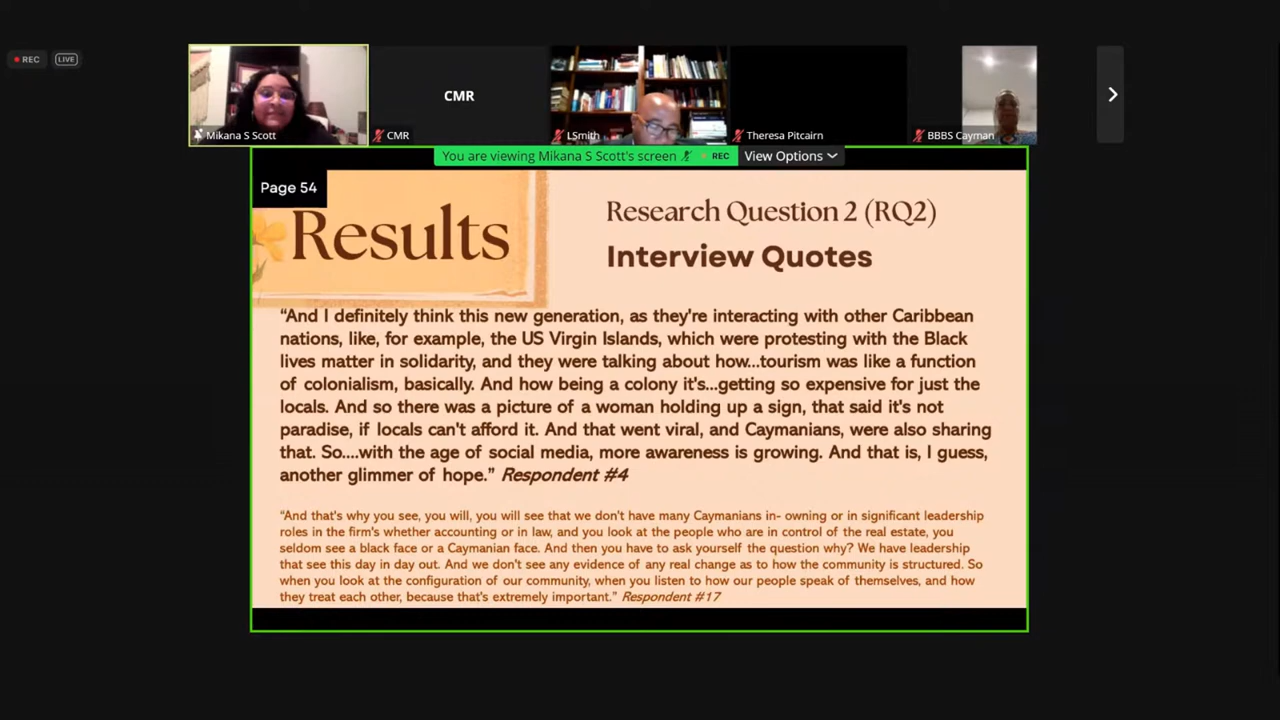 REC
LIVE
CMR
Mikana S Scott
CMR
LSmith
Theresa Pitcairn
BBBS Cayman
You are viewing Mikana S Scott's screen
REC
View Options
Page 54
Results
Research Question 2 (RQ2)
Interview Quotes
“And I definitely think this new generation, as they're interacting with other Caribbean
nations, like, for example, the US Virgin Islands, which were protesting with the Black
lives matter in solidarity, and they were talking about how...tourism was like a function
of colonialism, basically. And how being a colony it's...getting so expensive for just the
locals. And so there was a picture of a woman holding up a sign, that said it's not
paradise, if locals can't afford it. And that went viral, and Caymanians, were also sharing
that. So....with the age of social media, more awareness is growing. And that is, I guess,
another glimmer of hope.” Respondent #4
“And that's why you see, you will, you will see that we don't have many Caymanians in- owning or in significant leadership
roles in the firm's whether accounting or in law, and you look at the people who are in control of the real estate, you
seldom see a black face or a Caymanian face. And then you have to ask yourself the question why? We have leadership
that see this day in day out. And we don't see any evidence of any real change as to how the community is structured. So
when you look at the configuration of our community, when you listen to how our people speak of themselves, and how
they treat each other, because that's extremely important.” Respondent #17